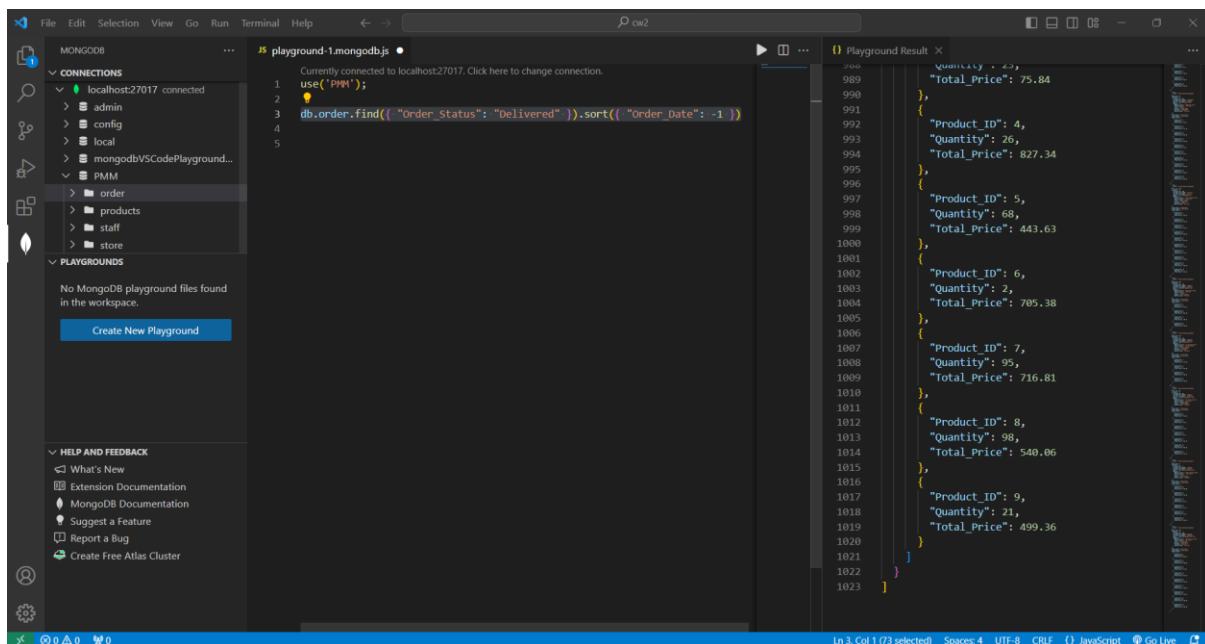 File Edit Selection View Go Run Terminal Help
cw2
MONGODB
CONNECTIONS
localhost:27017 connected
admin
config
local
mongodbVSCodePlayground...
PMM
order
products
staff
store
PLAYGROUNDS
No MongoDB playground files found
in the workspace.
Create New Playground
HELP AND FEEDBACK
What's New
Extension Documentation
MongoDB Documentation
Suggest a Feature
Report a Bug
Create Free Atlas Cluster
JS playground-1.mongodb.js
Currently connected to localhost:27017. Click here to change connection.
1 use('PMM');
2
3 db.order.find({ "Order_Status": "Delivered" }).sort({ "Order_Date": -1 })
4
5
{} Playground Result
988 "Quantity": 25,
989 "Total_Price": 75.84
990 },
991 {
992 "Product_ID": 4,
993 "Quantity": 26,
994 "Total_Price": 827.34
995 },
996 {
997 "Product_ID": 5,
998 "Quantity": 68,
999 "Total_Price": 443.63
1000 },
1001 {
1002 "Product_ID": 6,
1003 "Quantity": 2,
1004 "Total_Price": 705.38
1005 },
1006 {
1007 "Product_ID": 7,
1008 "Quantity": 95,
1009 "Total_Price": 716.81
1010 },
1011 {
1012 "Product_ID": 8,
1013 "Quantity": 98,
1014 "Total_Price": 540.06
1015 },
1016 {
1017 "Product_ID": 9,
1018 "Quantity": 21,
1019 "Total_Price": 499.36
1020 }
1021 ]
1022 }
1023 ]
0 0 0 Ln 3, Col 1 (73 selected) Spaces: 4 UTF-8 CRLF {} JavaScript Go Live